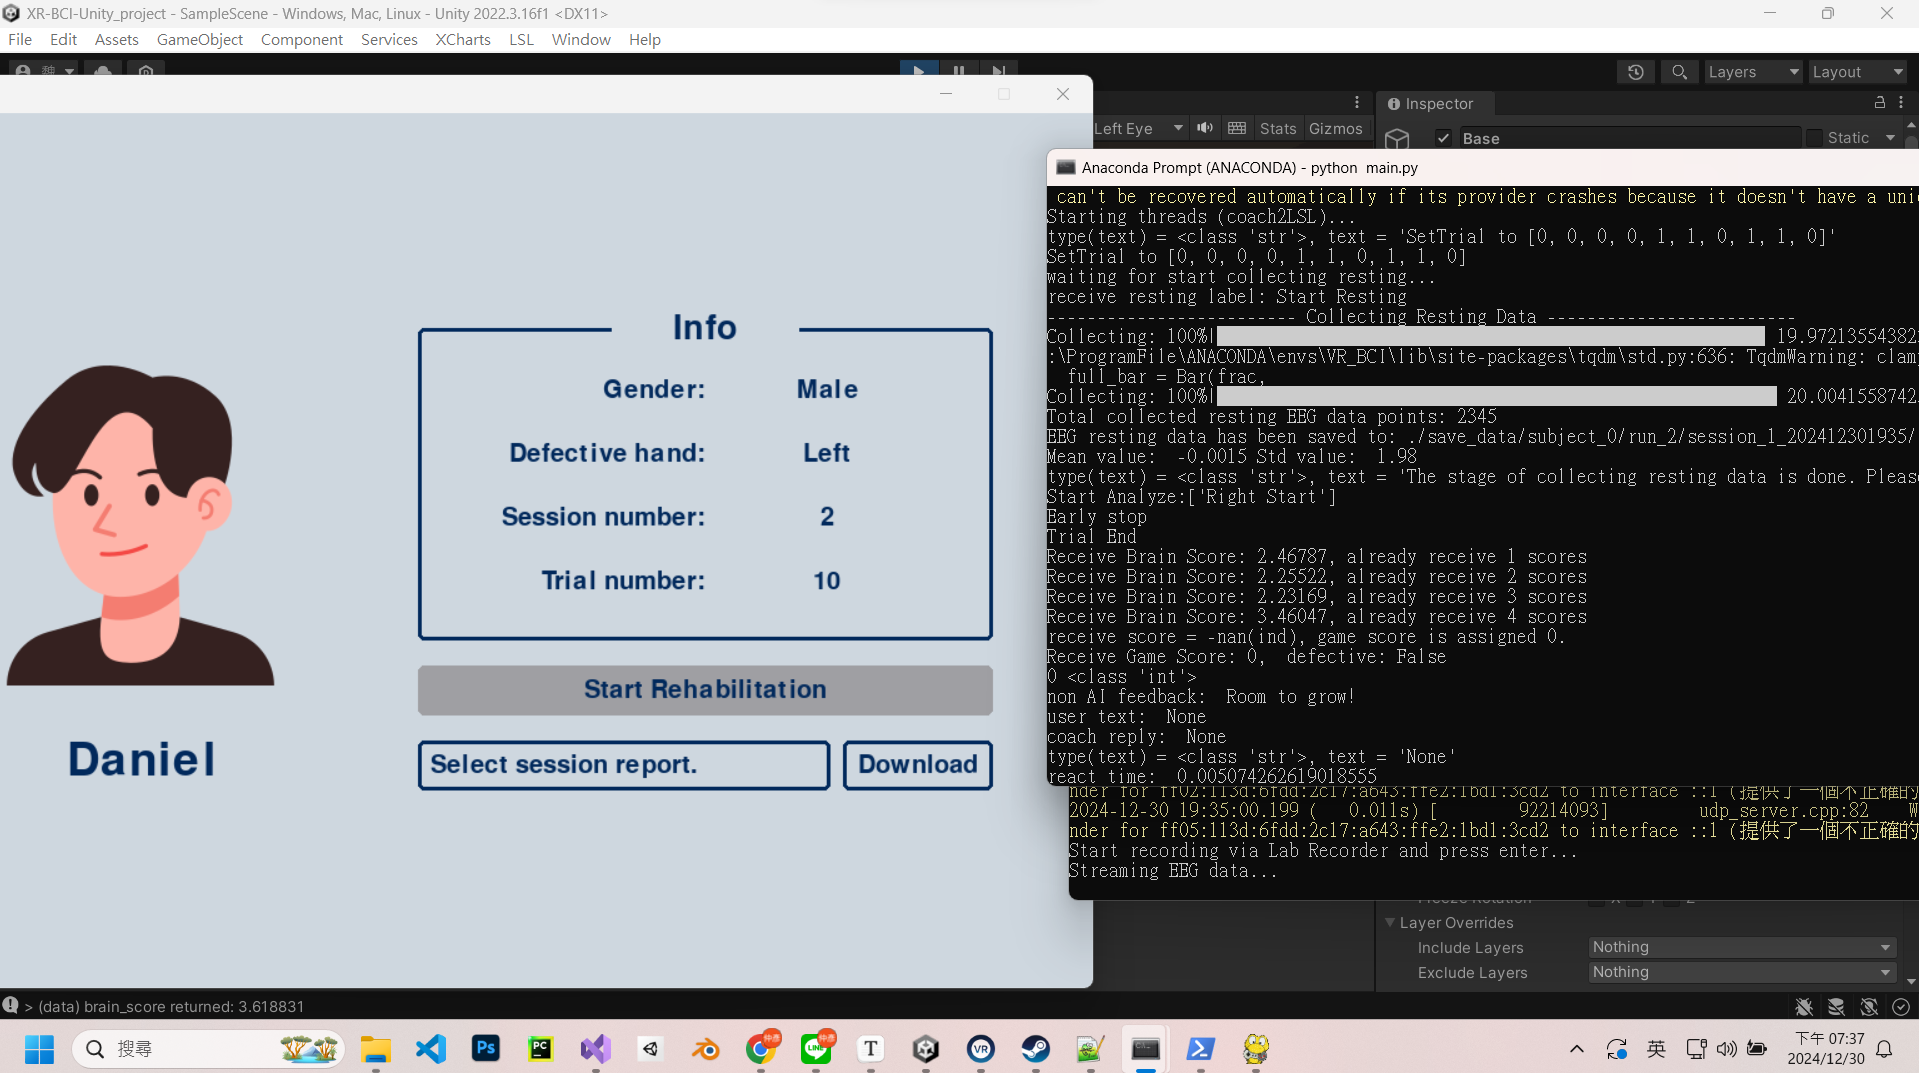 XR-BCI-Unity_project - SampleScene - Windows, Mac, Linux - Unity 2022.3.16f1 <DX11>
File Edit Assets GameObject Component Services XCharts LSL Window Help
Layers Layout
Left Eye Stats Gizmos
Inspector
Base Static
Info
Gender: Male
Defective hand: Left
Session number: 2
Trial number: 10
Start Rehabilitation
Daniel
Select session report. Download
Anaconda Prompt (ANACONDA) - python main.py
can't be recovered automatically if its provider crashes because it doesn't have a uni
Starting threads (coach2LSL)...
type(text) = <class 'str'>, text = 'SetTrial to [0, 0, 0, 0, 1, 1, 0, 1, 1, 0]'
SetTrial to [0, 0, 0, 0, 1, 1, 0, 1, 1, 0]
waiting for start collecting resting...
receive resting label: Start Resting
------------------------- Collecting Resting Data -------------------------
Collecting: 100%| 19.97213554382
:\ProgramFile\ANACONDA\envs\VR_BCI\lib\site-packages\tqdm\std.py:636: TqdmWarning: clam
full_bar = Bar(frac,
Collecting: 100%| 20.0041558742
Total collected resting EEG data points: 2345
EEG resting data has been saved to: ./save_data/subject_0/run_2/session_1_202412301935/
Mean value: -0.0015 Std value: 1.98
type(text) = <class 'str'>, text = 'The stage of collecting resting data is done. Pleas
Start Analyze:['Right Start']
Early stop
Trial End
Receive Brain Score: 2.46787, already receive 1 scores
Receive Brain Score: 2.25522, already receive 2 scores
Receive Brain Score: 2.23169, already receive 3 scores
Receive Brain Score: 3.46047, already receive 4 scores
receive score = -nan(ind), game score is assigned 0.
Receive Game Score: 0, defective: False
0 <class 'int'>
non AI feedback: Room to grow!
user text: None
coach reply: None
type(text) = <class 'str'>, text = 'None'
react time: 0.005074262619018555
nder for ff02:113d:6fdd:2c17:a643:ffe2:1bd1:3cd2 to interface ::1 (提供了一個不正確的
2024-12-30 19:35:00.199 ( 0.011s) [ 92214093] udp_server.cpp:82 W
nder for ff05:113d:6fdd:2c17:a643:ffe2:1bd1:3cd2 to interface ::1 (提供了一個不正確的
Start recording via Lab Recorder and press enter...
Streaming EEG data...
Layer Overrides
Include Layers Nothing
Exclude Layers Nothing
> (data) brain_score returned: 3.618831
搜尋
英
下午 07:37
2024/12/30